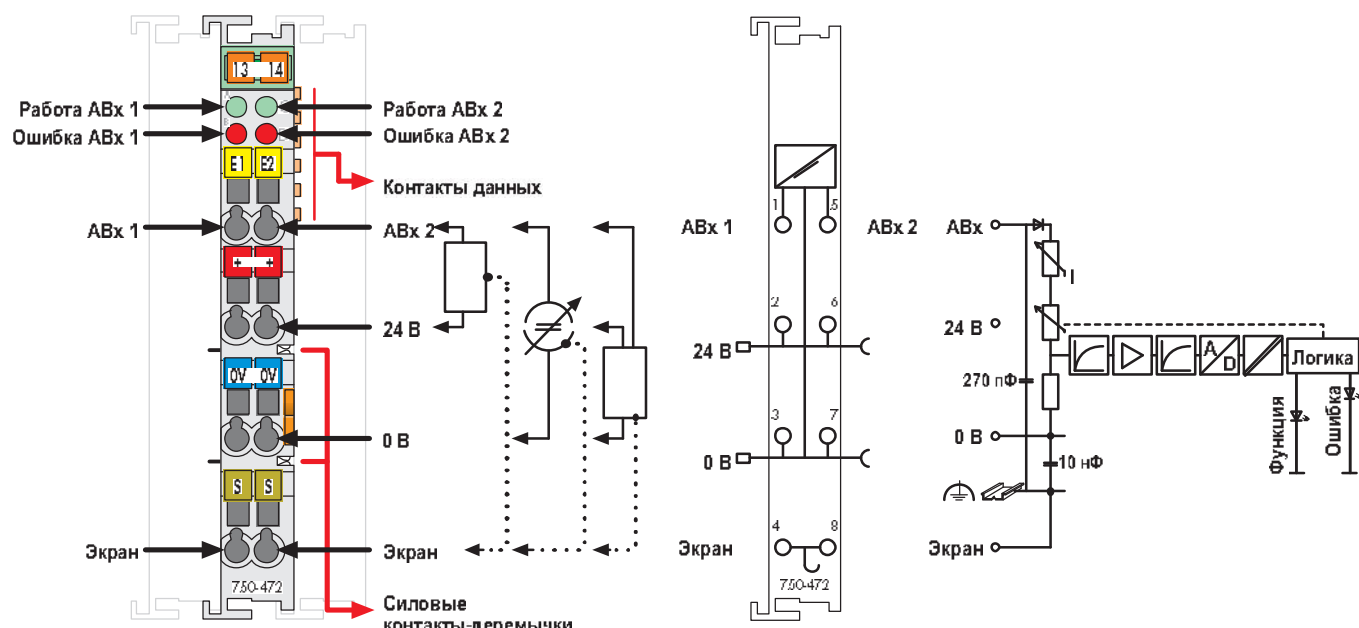 13 14
Работа АВх 1
Работа АВх 2
Ошибка АВх 1
Ошибка АВх 2
E1 E2
Контакты данных
АВх 1
АВх 2
+ +
24 В
0V 0V
0 В
S S
Экран
Экран
750-472
Силовые
контакты-перемычки
1 5
АВх 1
АВх 2
2 6
24 В
3 7
0 В
4 8
Экран
750-472
АВх
I
24 В
A
D
Логика
270 пФ
0 В
10 нФ
Функция
Ошибка
Экран